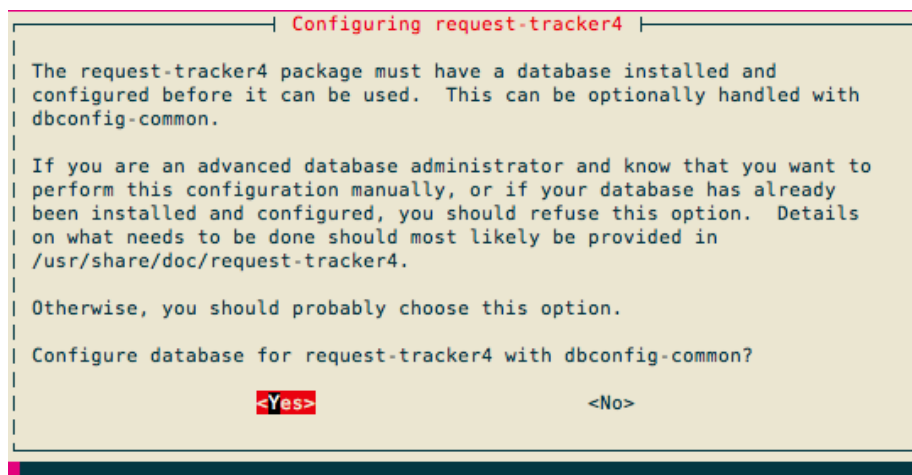 Configuring request-tracker4
The request-tracker4 package must have a database installed and
configured before it can be used.  This can be optionally handled with
dbconfig-common.
If you are an advanced database administrator and know that you want to
perform this configuration manually, or if your database has already
been installed and configured, you should refuse this option.  Details
on what needs to be done should most likely be provided in
/usr/share/doc/request-tracker4.
Otherwise, you should probably choose this option.
Configure database for request-tracker4 with dbconfig-common?
<Yes> <No>